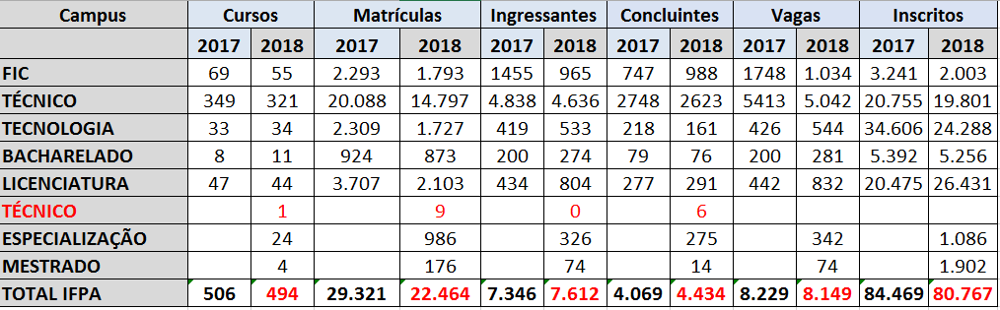 Campus Cursos Matrículas Ingressantes Concluintes Vagas Inscritos
2017 2018 2017 2018 2017 2018 2017 2018 2017 2018 2017 2018
FIC 69 55 2.293 1.793 1455 965 747 988 1748 1.034 3.241 2.003
TÉCNICO 349 321 20.088 14.797 4.838 4.636 2748 2623 5413 5.042 20.755 19.801
TECNOLOGIA 33 34 2.309 1.727 419 533 218 161 426 544 34.606 24.288
BACHARELADO 8 11 924 873 200 274 79 76 200 281 5.392 5.256
LICENCIATURA 47 44 3.707 2.103 434 804 277 291 442 832 20.475 26.431
TÉCNICO 1 9 0 6
ESPECIALIZAÇÃO 24 986 326 275 342 1.086
MESTRADO 4 176 74 14 74 1.902
TOTAL IFPA 506 494 29.321 22.464 7.346 7.612 4.069 4.434 8.229 8.149 84.469 80.767